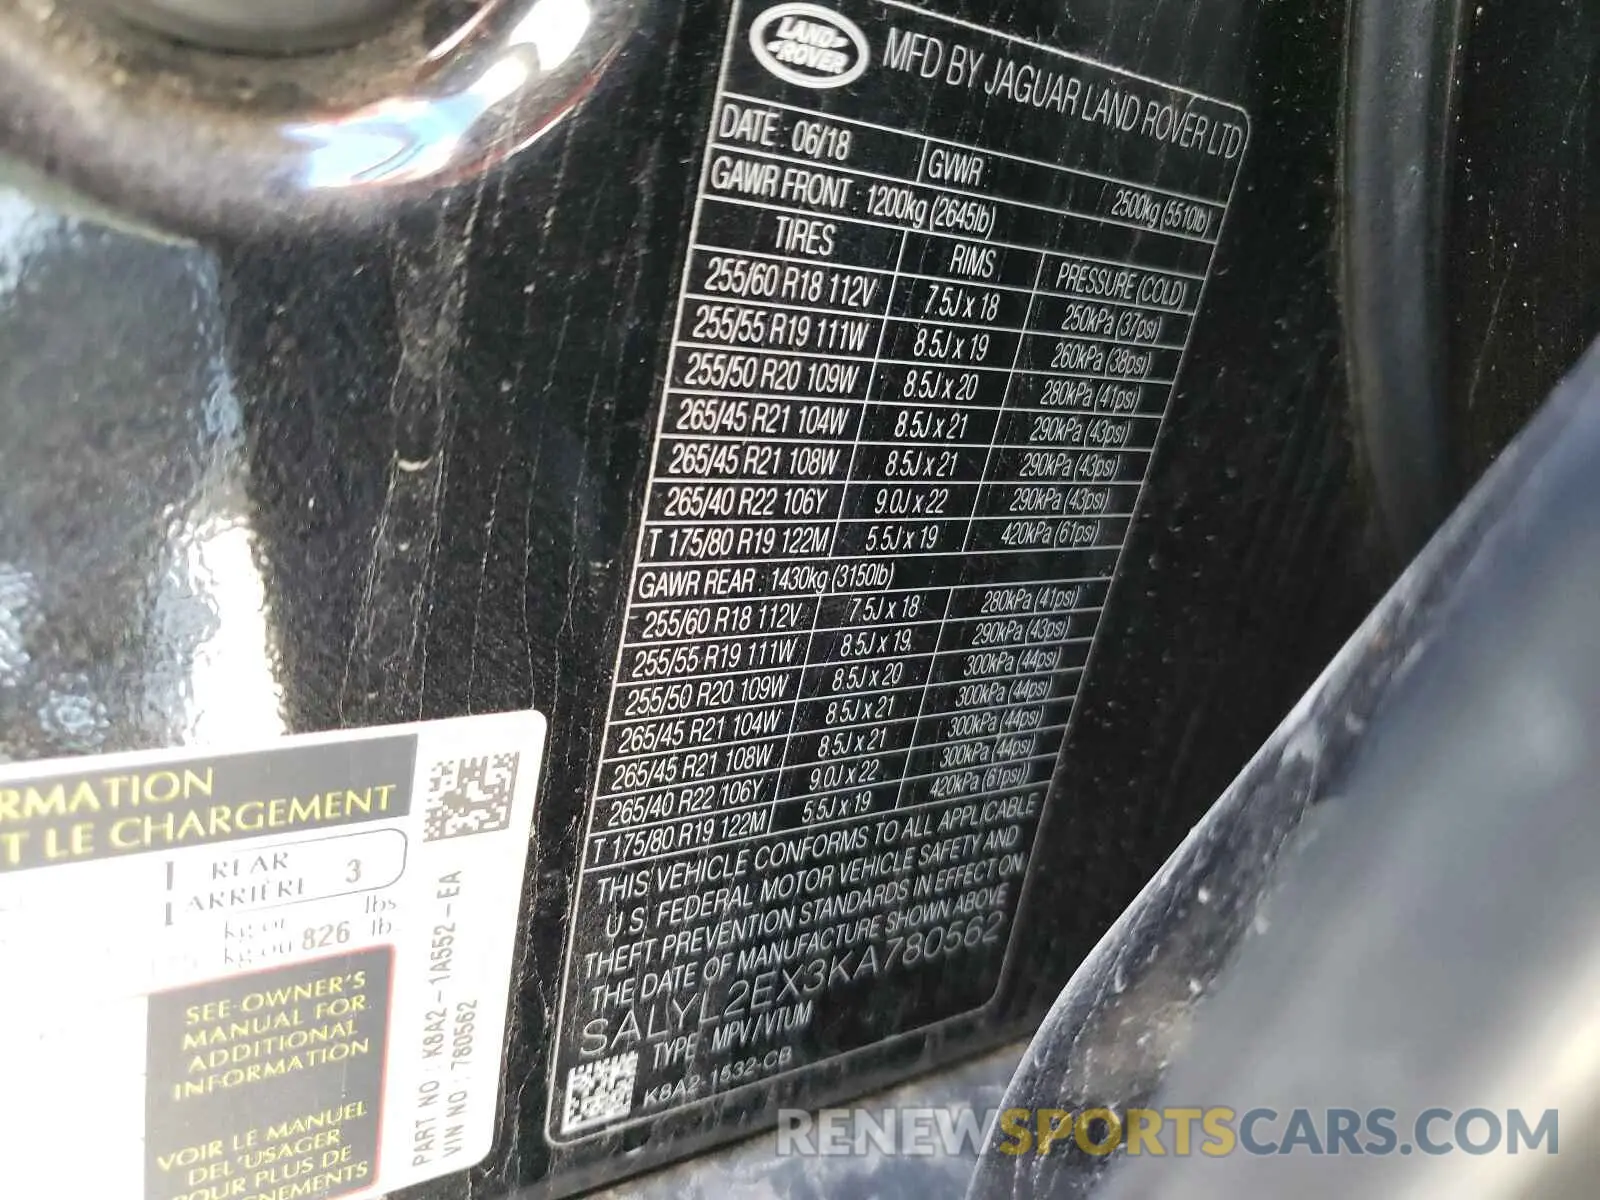 LAND ROVER MFD BY JAGUAR LAND ROVER LTD
DATE : 06/18 GVWR : 2500kg (5510lb)
GAWR FRONT : 1200kg (2645lb)
TIRES RIMS PRESSURE (COLD)
255/60 R18 112V 7.5J x 18 250kPa (37psi)
255/55 R19 111W 8.5J x 19 260kPa (38psi)
255/50 R20 109W 8.5J x 20 280kPa (41psi)
265/45 R21 104W 8.5J x 21 290kPa (43psi)
265/45 R21 108W 8.5J x 21 290kPa (43psi)
265/40 R22 106Y 9.0J x 22 290kPa (43psi)
T 175/80 R19 122M 5.5J x 19 420kPa (61psi)
GAWR REAR : 1430kg (3150lb)
255/60 R18 112V 7.5J x 18 280kPa (41psi)
255/55 R19 111W 8.5J x 19 290kPa (43psi)
255/50 R20 109W 8.5J x 20 300kPa (44psi)
265/45 R21 104W 8.5J x 21 300kPa (44psi)
265/45 R21 108W 8.5J x 21 300kPa (44psi)
265/40 R22 106Y 9.0J x 22 300kPa (44psi)
T 175/80 R19 122M 5.5J x 19 420kPa (61psi)
THIS VEHICLE CONFORMS TO ALL APPLICABLE
U.S. FEDERAL MOTOR VEHICLE SAFETY AND
THEFT PREVENTION STANDARDS IN EFFECT ON
THE DATE OF MANUFACTURE SHOWN ABOVE
SALYL2EX3KA780562
TYPE : MPV/VTUM
K8A2-1532-CB
RMATION
T LE CHARGEMENT
REAR
ARRIÈRE 3
kg or lbs
kg ou 826 lb
SEE OWNER'S
MANUAL FOR
ADDITIONAL
INFORMATION
VOIR LE MANUEL
DE L'USAGER
POUR PLUS DE
GNEMENTS
PART NO : K8A2-1A552-EA
VIN NO : 780562
RENEWSPORTSCARS.COM